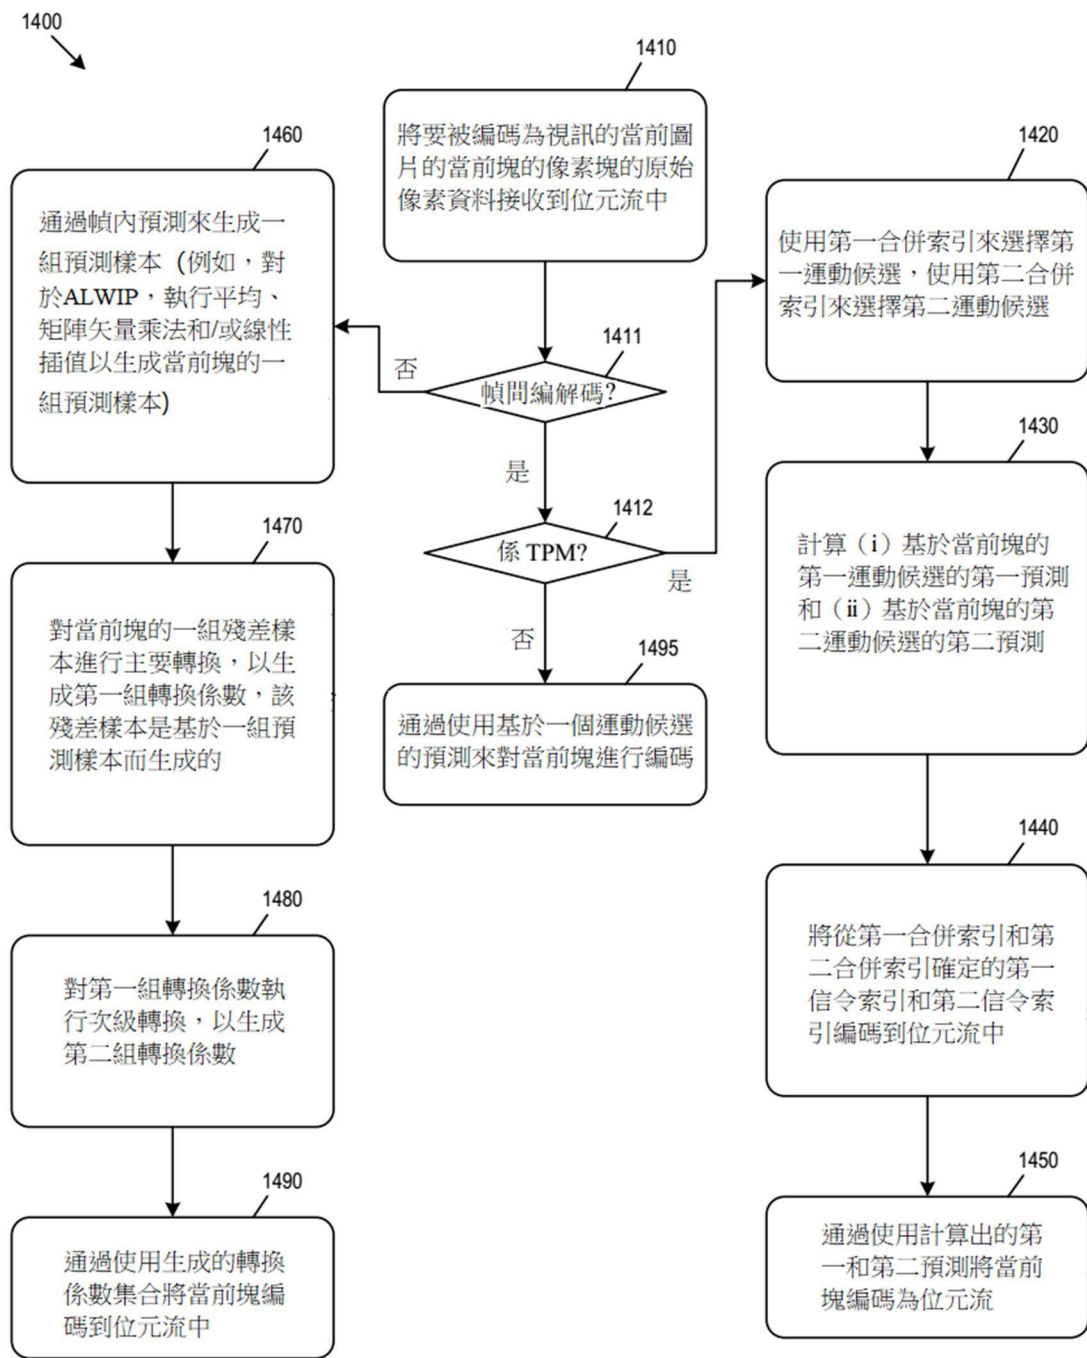 1400
1410
將要被編碼為視訊的當前圖
片的當前塊的像素塊的原始
像素資料接收到位元流中
1411
幀間編解碼?
否
是
1412
係 TPM?
是
否
1495
通過使用基於一個運動候選
的預測來對當前塊進行編碼
1460
通過幀內預測來生成一
組預測樣本（例如，對
於ALWIP，執行平均、
矩陣矢量乘法和/或線性
插值以生成當前塊的一
組預測樣本)
1470
對當前塊的一組殘差樣
本進行主要轉換，以生
成第一組轉換係數，該
殘差樣本是基於一組預
測樣本而生成的
1480
對第一組轉換係數執
行次級轉換，以生成
第二組轉換係數
1490
通過使用生成的轉換
係數集合將當前塊編
碼到位元流中
1420
使用第一合併索引來選擇第
一運動候選，使用第二合併
索引來選擇第二運動候選
1430
計算（i）基於當前塊的
第一運動候選的第一預測
和（ii）基於當前塊的第
二運動候選的第二預測
1440
將從第一合併索引和第
二合併索引確定的第一
信令索引和第二信令索
引編碼到位元流中
1450
通過使用計算出的第
一和第二預測將當前
塊編碼為位元流